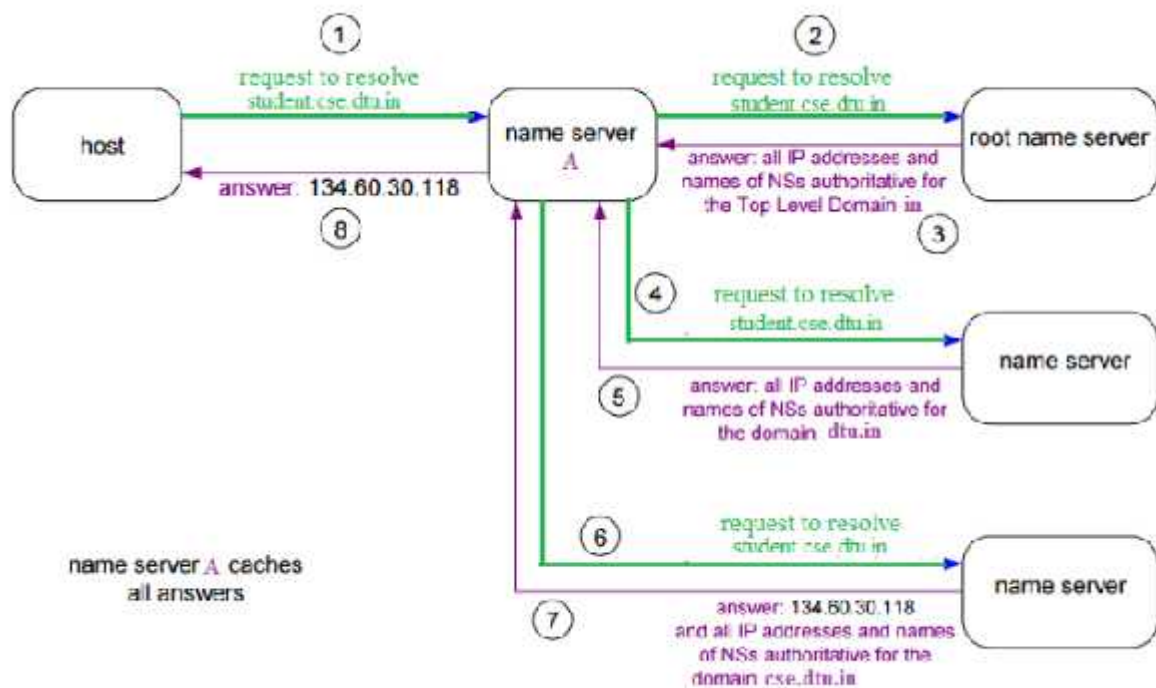 1
request to resolve
student.cse.dtu.in
host
answer: 134.60.30.118
8
name server
A
2
request to resolve
student.cse.dtu.in
root name server
answer: all IP addresses and
names of NSs authoritative for
the Top Level Domain in
3
4
request to resolve
student.cse.dtu.in
name server
5
answer: all IP addresses and
names of NSs authoritative for
the domain dtu.in
6
request to resolve
student.cse.dtu.in
name server
7
answer: 134.60.30.118
and all IP addresses and names
of NSs authoritative for the
domain cse.dtu.in
name server A caches
all answers